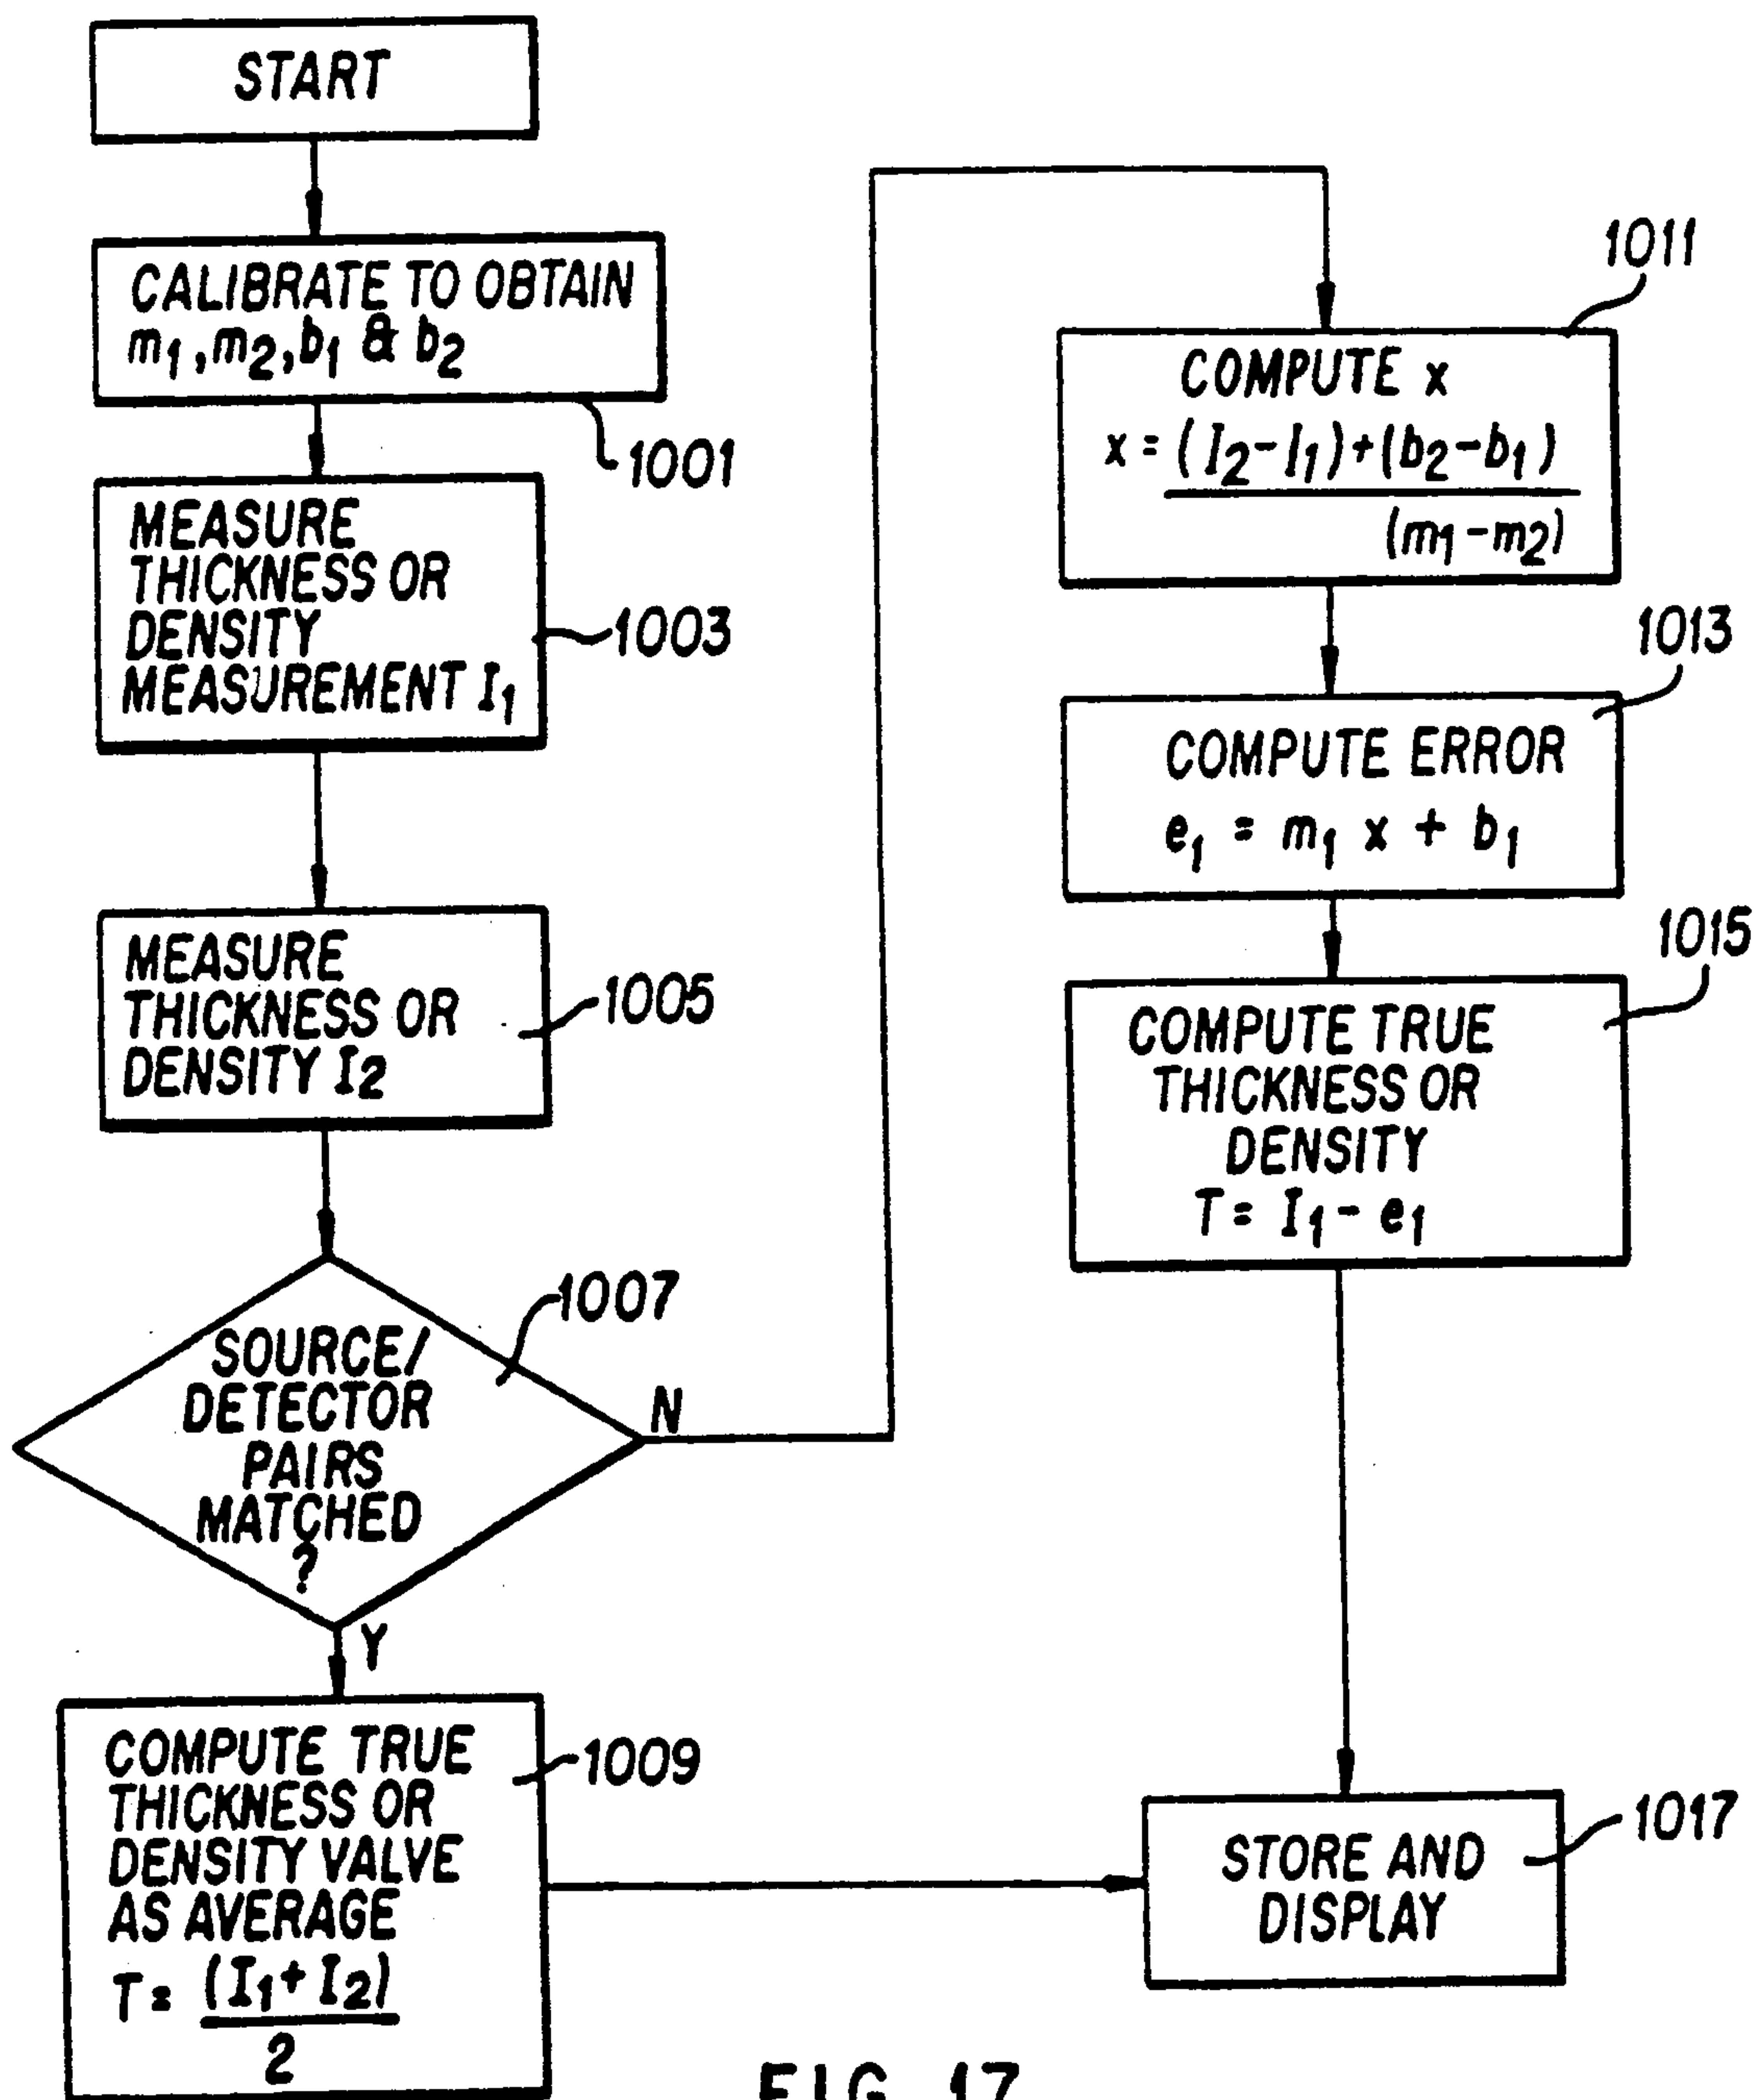 START
CALIBRATE TO OBTAIN
m1, m2, b1 & b2
1001
MEASURE
THICKNESS OR
DENSITY
MEASUREMENT I1
1003
MEASURE
THICKNESS OR
DENSITY I2
1005
SOURCE/
DETECTOR
PAIRS
MATCHED
?
1007
N
Y
COMPUTE TRUE
THICKNESS OR
DENSITY VALVE
AS AVERAGE
T = (I1 + I2)
2
1009
1011
COMPUTE x
x = (I2 - I1) + (b2 - b1)
(m1 - m2)
1013
COMPUTE ERROR
e1 = m1 x + b1
1015
COMPUTE TRUE
THICKNESS OR
DENSITY
T = I1 - e1
1017
STORE AND
DISPLAY
FIG. 17